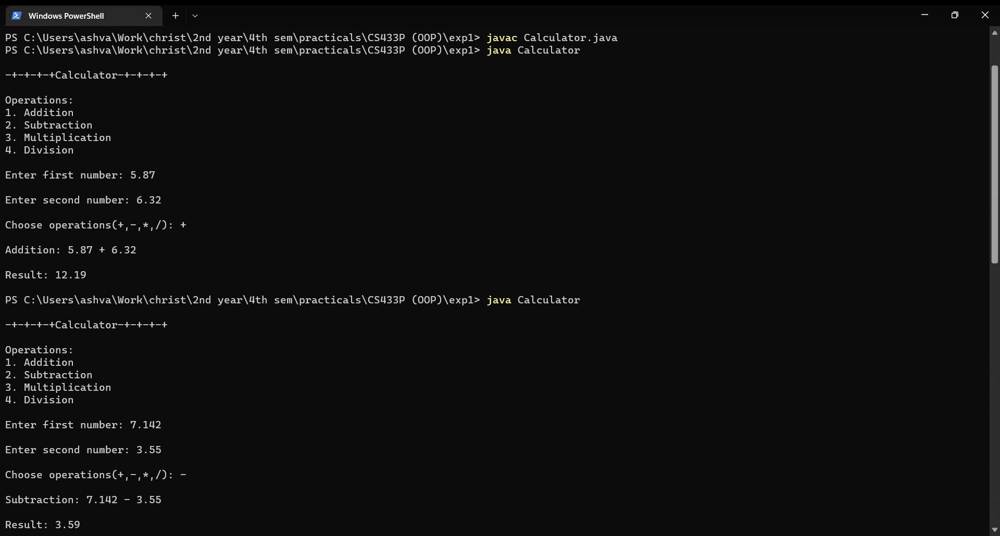 Windows PowerShell
PS C:\Users\ashva\Work\christ\2nd year\4th sem\practicals\CS433P (OOP)\exp1> javac Calculator.java
PS C:\Users\ashva\Work\christ\2nd year\4th sem\practicals\CS433P (OOP)\exp1> java Calculator
-+-+-+-+Calculator-+-+-+-+
Operations:
1. Addition
2. Subtraction
3. Multiplication
4. Division
Enter first number: 5.87
Enter second number: 6.32
Choose operations(+,-,*,/): +
Addition: 5.87 + 6.32
Result: 12.19
PS C:\Users\ashva\Work\christ\2nd year\4th sem\practicals\CS433P (OOP)\exp1> java Calculator
-+-+-+-+Calculator-+-+-+-+
Operations:
1. Addition
2. Subtraction
3. Multiplication
4. Division
Enter first number: 7.142
Enter second number: 3.55
Choose operations(+,-,*,/): -
Subtraction: 7.142 - 3.55
Result: 3.59